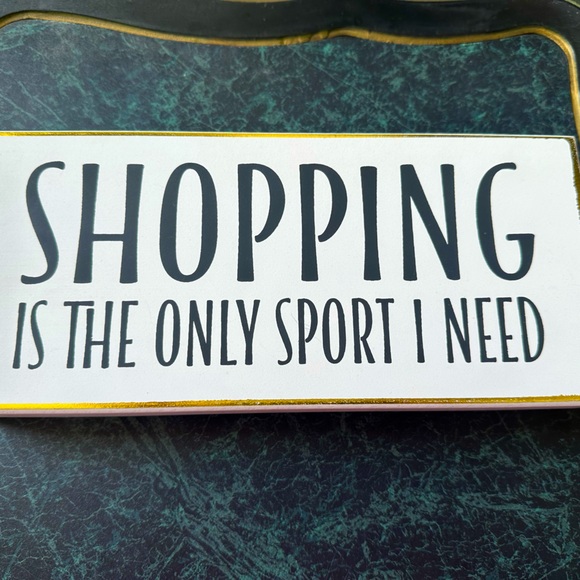 SHOPPING
IS THE ONLY SPORT I NEED